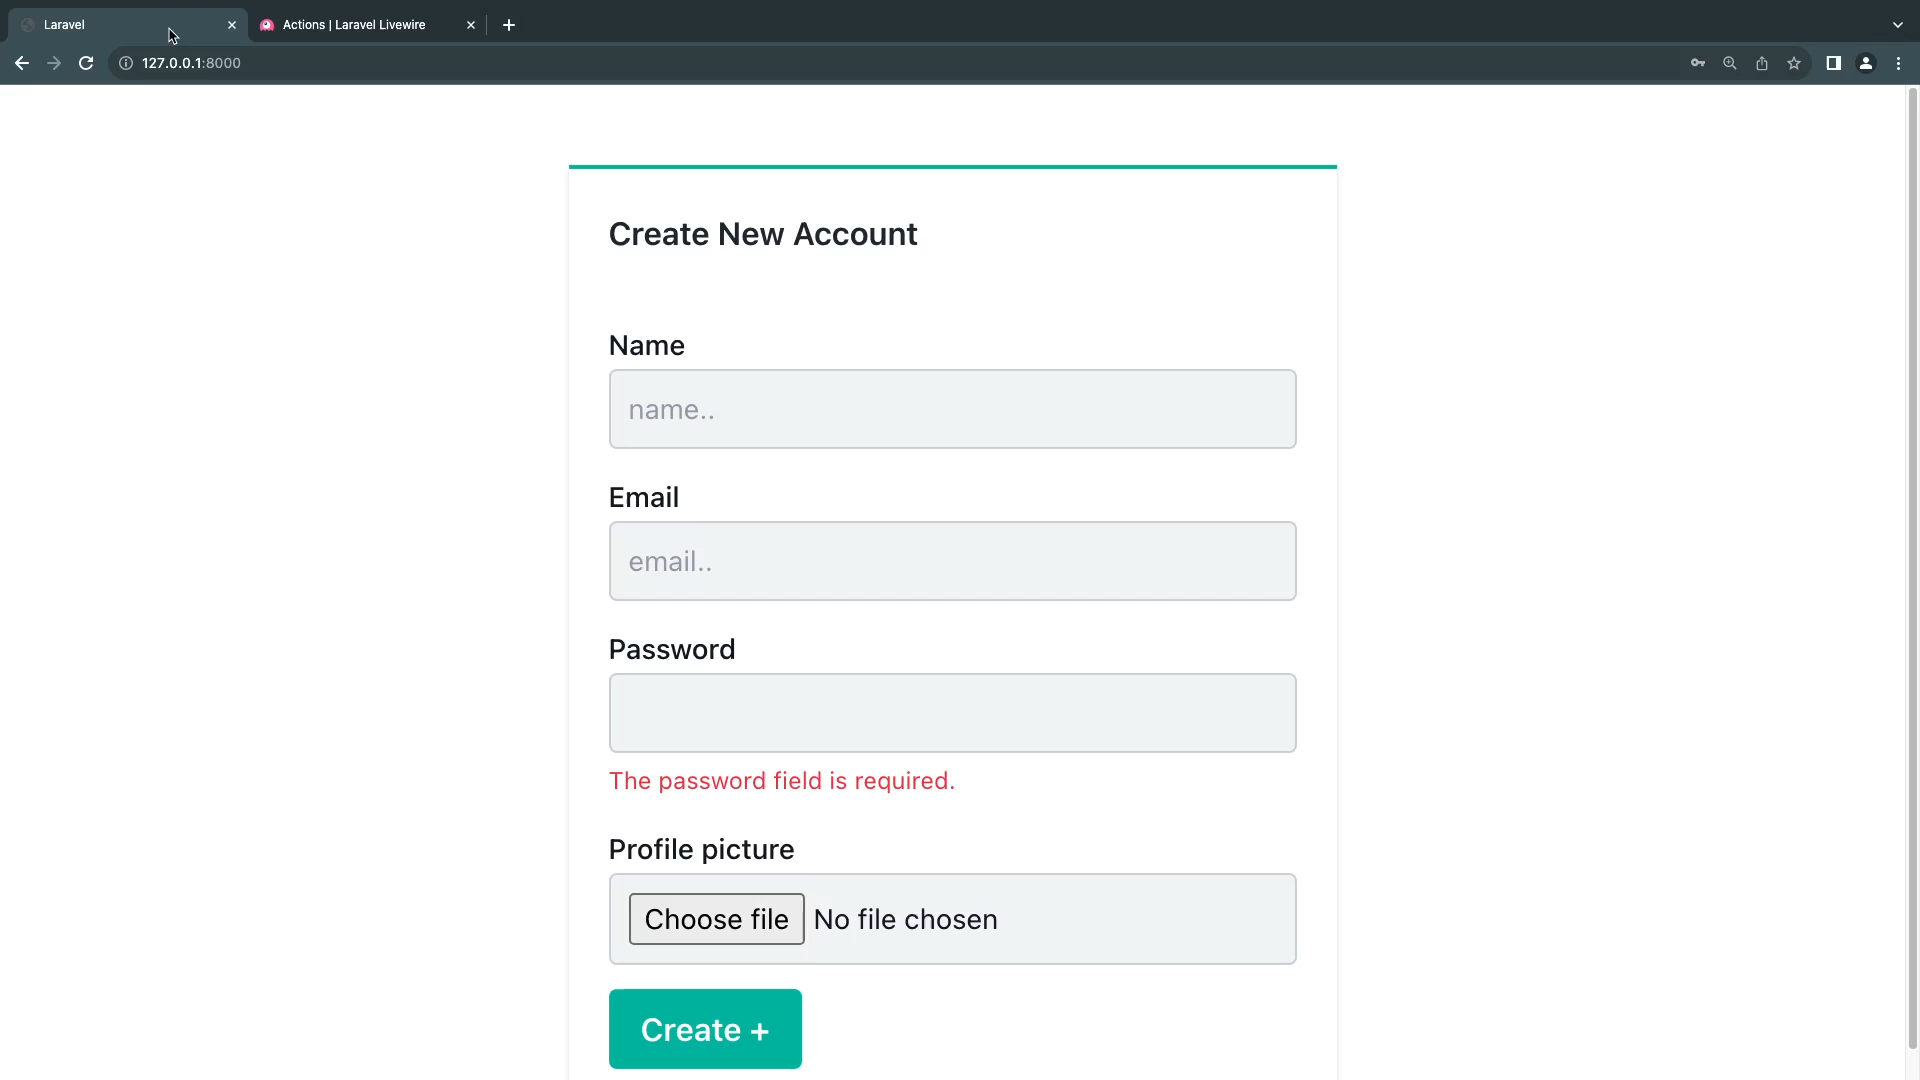 Laravel
Actions | Laravel Livewire
127.0.0.1:8000
Create New Account
Name
name..
Email
email..
Password
The password field is required.
Profile picture
Choose file No file chosen
Create +